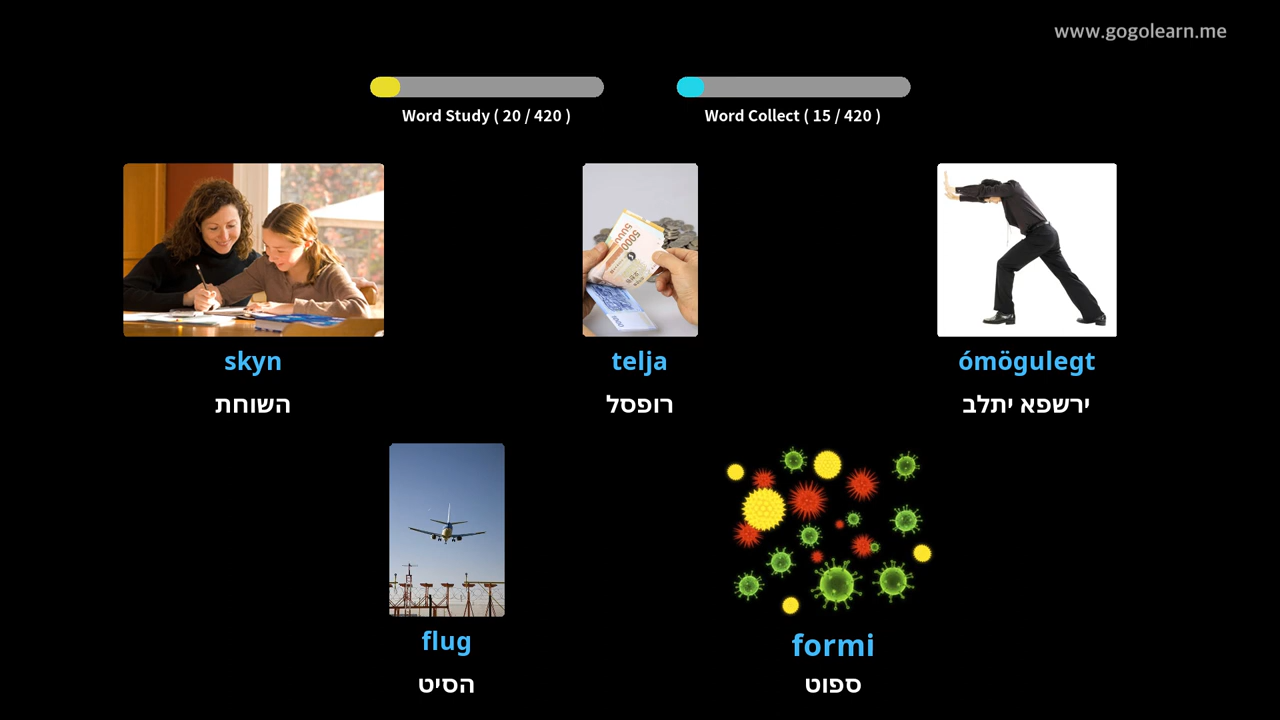 www.gogolearn.me
Word Study ( 20 / 420 )
Word Collect ( 15 / 420 )
skyn
telja
ómögulegt
השוחת
רופסל
ירשפא יתלב
flug
formi
הסיט
ספוט